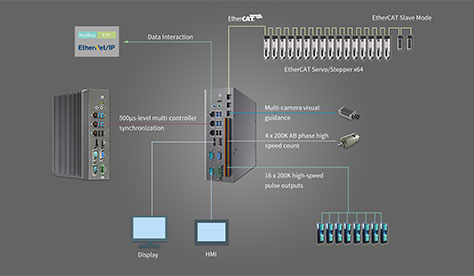 EtherCAT
EtherCAT Slave Mode
Modbus TCP
EtherNet/IP
Data Interaction
EtherCAT Servo/Stepper x64
500μs-level multi-controller
synchronization
Multi-camera visual
guidance
4 x 200K AB phase high
speed count
16 x 200K high-speed
pulse outputs
Display
HMI